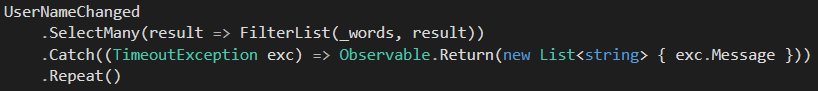 UserNameChanged
.SelectMany(result => FilterList(_words, result))
.Catch((TimeoutException exc) => Observable.Return(new List<string> { exc.Message }))
.Repeat()